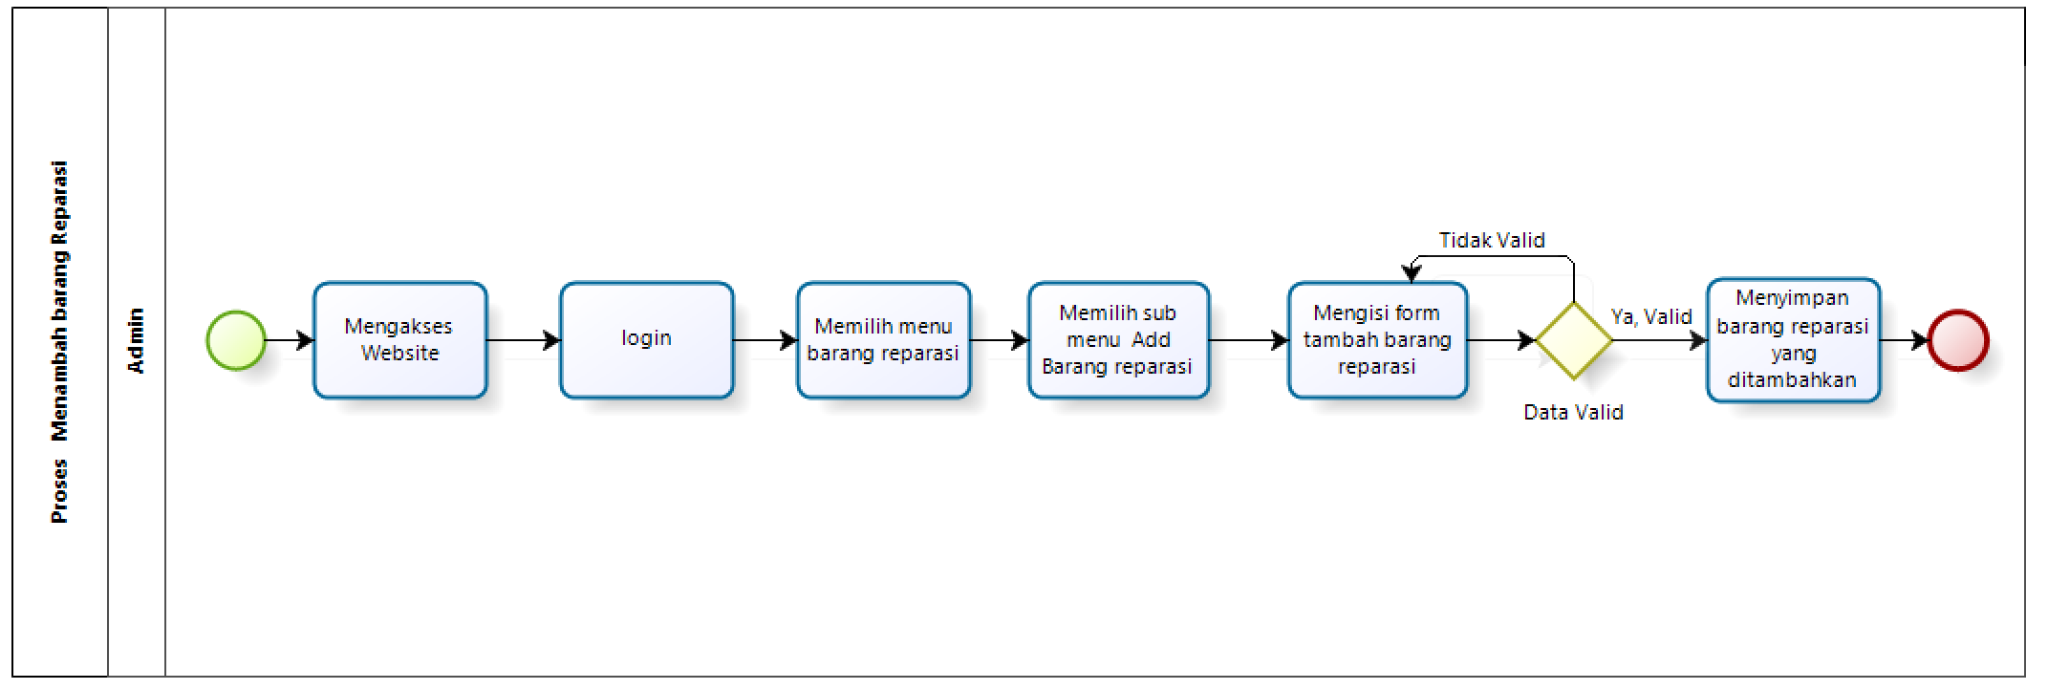 Proses Menambah barang Reparasi
Admin
Mengakses
Website
login
Memilih menu
barang reparasi
Memilih sub
menu Add
Barang reparasi
Mengisi form
tambah barang
reparasi
Tidak Valid
Data Valid
Ya, Valid
Menyimpan
barang reparasi
yang
ditambahkan